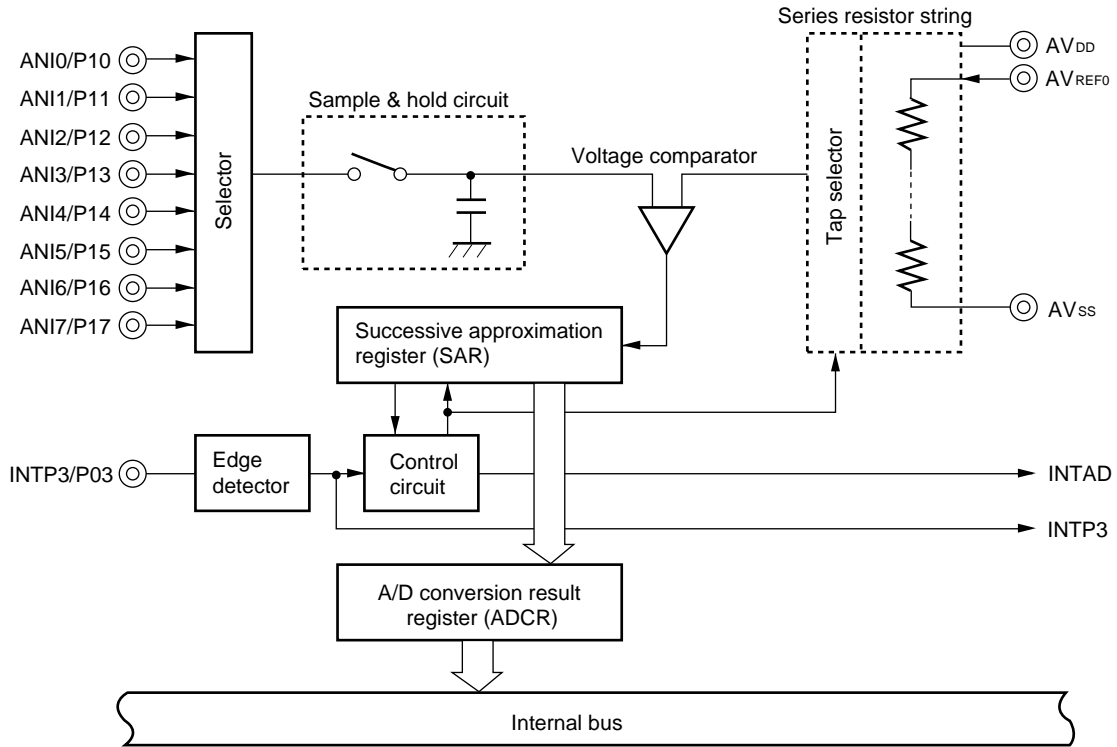 Series resistor string
ANI0/P10
ANI1/P11
ANI2/P12
ANI3/P13
ANI4/P14
ANI5/P15
ANI6/P16
ANI7/P17
Selector
Sample & hold circuit
Voltage comparator
Tap selector
AVDD
AVREF0
AVSS
Successive approximation
register (SAR)
INTP3/P03
Edge
detector
Control
circuit
INTAD
INTP3
A/D conversion result
register (ADCR)
Internal bus